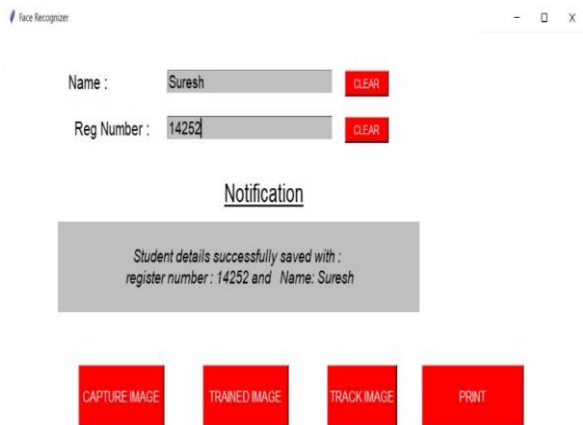 Face Recognizer
Name : Suresh CLEAR
Reg Number : 14252 CLEAR
Notification
Student details successfully saved with :
register number : 14252 and Name: Suresh
CAPTURE IMAGE TRAINED IMAGE TRACK IMAGE PRINT